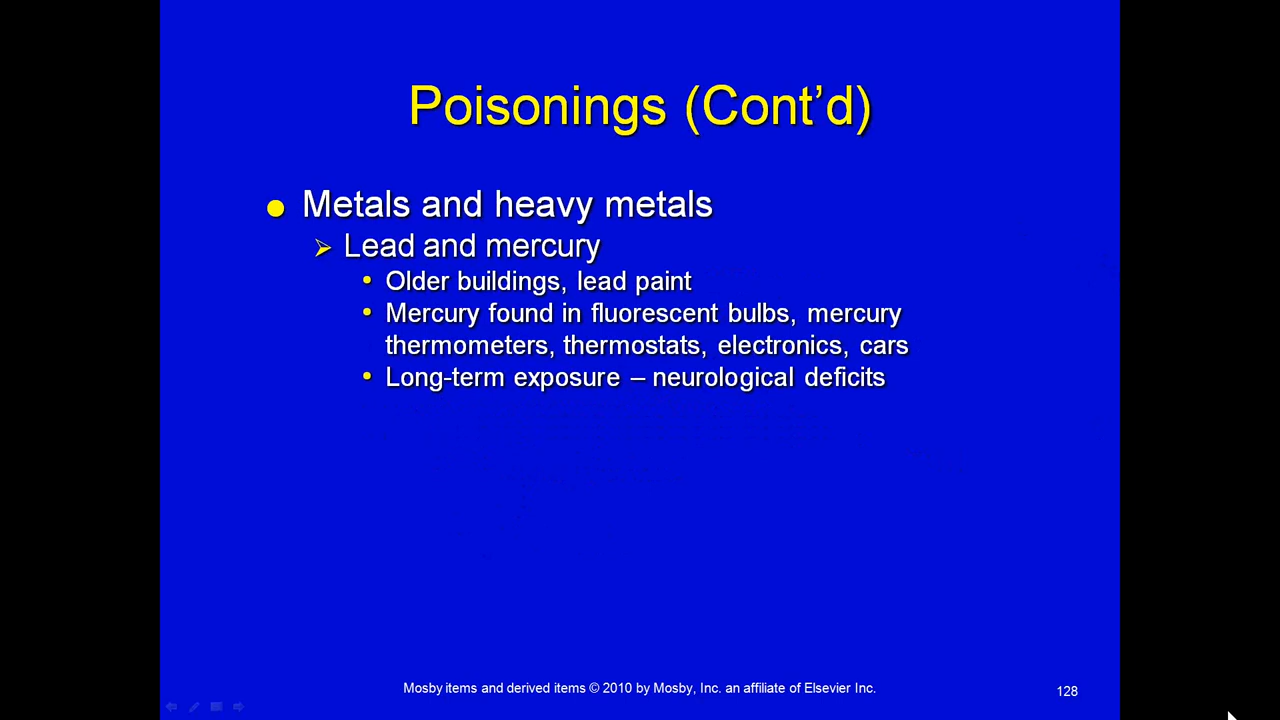 Poisonings (Cont’d)
Metals and heavy metals
Lead and mercury
Older buildings, lead paint
Mercury found in fluorescent bulbs, mercury
thermometers, thermostats, electronics, cars
Long-term exposure – neurological deficits
Mosby items and derived items © 2010 by Mosby, Inc. an affiliate of Elsevier Inc.
128